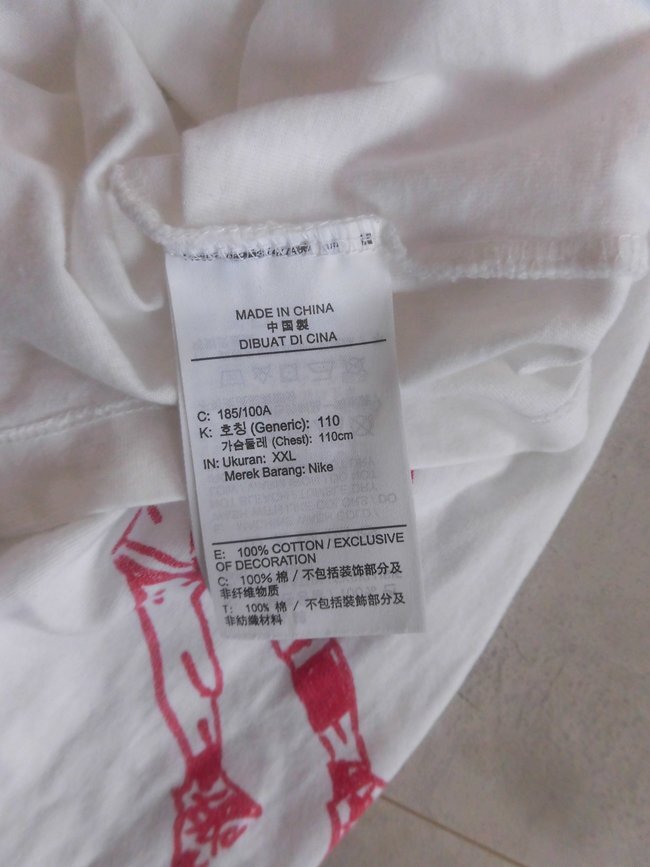 MADE IN CHINA
中国製
DIBUAT DI CINA
C: 185/100A
K: 호칭 (Generic): 110
가슴둘레 (Chest): 110cm
IN: Ukuran: XXL
Merek Barang: Nike
E: 100% COTTON / EXCLUSIVE
OF DECORATION
C: 100% 棉 / 不包括装饰部分及
非纤维物质
T: 100% 棉 / 不包括裝飾部分及
非紡織材料